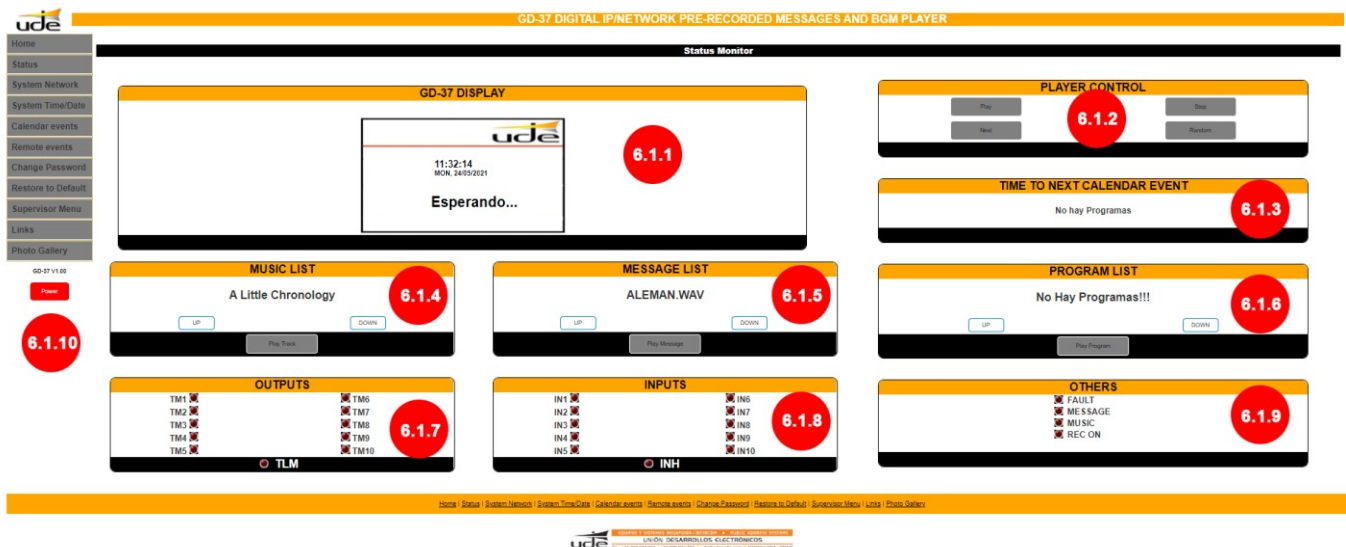 ude
GD-37 DIGITAL IP/NETWORK PRE-RECORDED MESSAGES AND BGM PLAYER
Home
Status
System Network
System Time/Date
Calendar events
Remote events
Change Password
Restore to Default
Supervisor Menu
Links
Photo Gallery
GD-37 V1.00
Power
6.1.10
Status Monitor
GD-37 DISPLAY
ude
11:32:14
MON, 24/05/2021
Esperando...
6.1.1
PLAYER CONTROL
Play
Stop
Next
Random
6.1.2
TIME TO NEXT CALENDAR EVENT
No hay Programas
6.1.3
MUSIC LIST
A Little Chronology
UP
DOWN
Play Track
6.1.4
MESSAGE LIST
ALEMAN.WAV
UP
DOWN
Play Message
6.1.5
PROGRAM LIST
No Hay Programas!!!
UP
DOWN
Play Program
6.1.6
OUTPUTS
TM1 TM6
TM2 TM7
TM3 TM8
TM4 TM9
TM5 TM10
TLM
6.1.7
INPUTS
IN1 IN6
IN2 IN7
IN3 IN8
IN4 IN9
IN5 IN10
INH
6.1.8
OTHERS
FAULT
MESSAGE
MUSIC
REC ON
6.1.9
Home | Status | System Network | System Time/Date | Calendar events | Remote events | Change Password | Restore to Default | Supervisor Menu | Links | Photo Gallery
ude
UNIÓN DESARROLLOS ELECTRÓNICOS